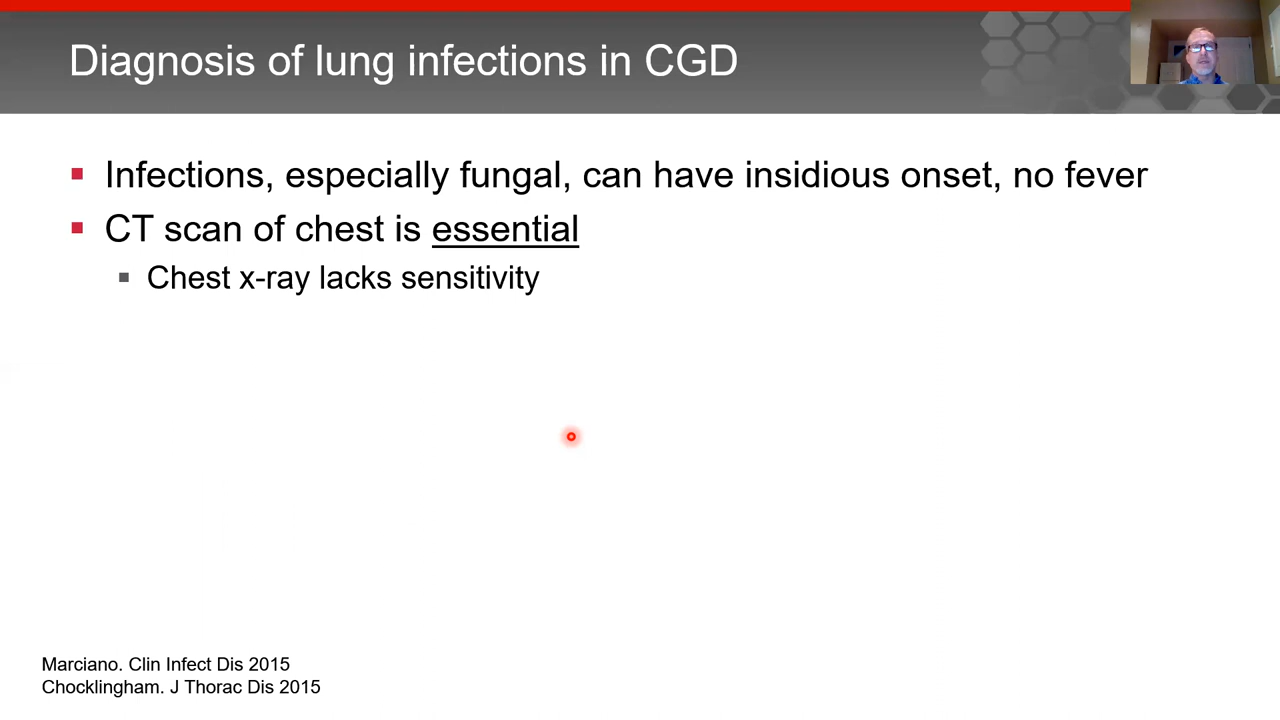 Diagnosis of lung infections in CGD
Infections, especially fungal, can have insidious onset, no fever
CT scan of chest is essential
Chest x-ray lacks sensitivity
Marciano. Clin Infect Dis 2015
Chocklingham. J Thorac Dis 2015